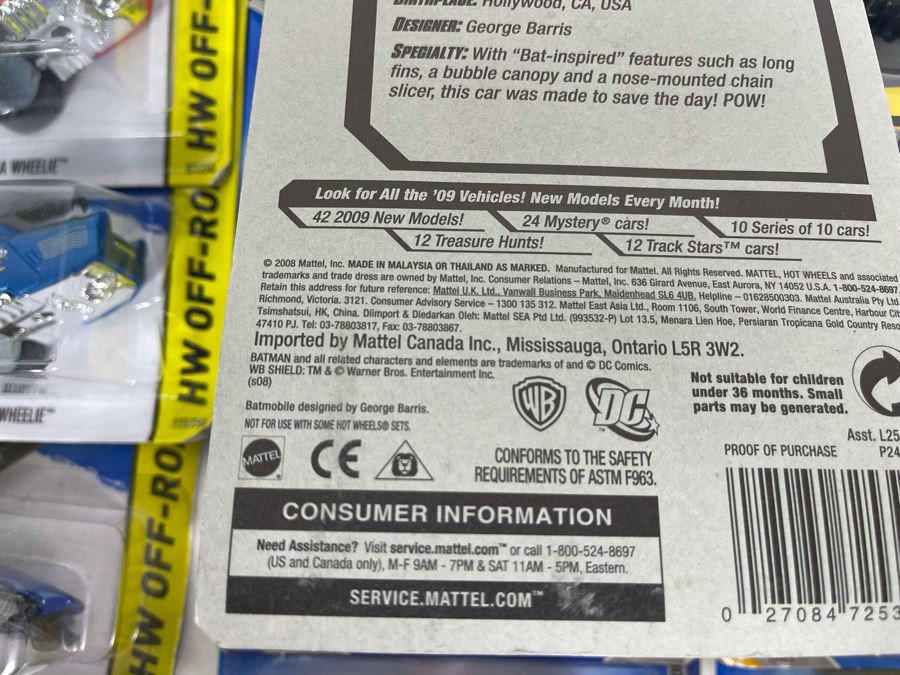 BIRTHPLACE: Hollywood, CA, USA
DESIGNER: George Barris
SPECIALTY: With “Bat-inspired” features such as long
fins, a bubble canopy and a nose-mounted chain
slicer, this car was made to save the day! POW!
Look for All the ’09 Vehicles! New Models Every Month!
42 2009 New Models!
24 Mystery® cars!
10 Series of 10 cars!
12 Treasure Hunts!
12 Track Stars™ cars!
© 2008 Mattel, Inc. MADE IN MALAYSIA OR THAILAND AS MARKED. Manufactured for Mattel. All Rights Reserved. MATTEL, HOT WHEELS and associated
trademarks and trade dress are owned by Mattel, Inc. Consumer Relations – Mattel, Inc. 636 Girard Avenue, East Aurora, NY 14052 U.S.A. 1-800-524-8697.
Retain this address for future reference: Mattel U.K. Ltd., Vanwall Business Park, Maidenhead SL6 4UB, Helpline – 01628500303. Mattel Australia Pty Ltd
Richmond, Victoria. 3121. Consumer Advisory Service – 1300 135 312. Mattel East Asia Ltd., Room 1106, South Tower, World Finance Centre, Harbour Cit
Tsimshatsui, HK, China. Diimport & Diedarkan Oleh: Mattel SEA Ptd Ltd. (993532-P) Lot 13.5, Menara Lien Hoe, Persiaran Tropicana Gold Country Reso
47410 PJ. Tel: 03-78803817, Fax: 03-78803867.
Imported by Mattel Canada Inc., Mississauga, Ontario L5R 3W2.
BATMAN and all related characters and elements are trademarks of and © DC Comics.
WB SHIELD: TM & © Warner Bros. Entertainment Inc.
(s08)
WB
DC
Not suitable for children
under 36 months. Small
parts may be generated.
Batmobile designed by George Barris.
NOT FOR USE WITH SOME HOT WHEELS® SETS.
MATTEL
CE
CONFORMS TO THE SAFETY
REQUIREMENTS OF ASTM F963.
Asst. L25
PROOF OF PURCHASE
P24
CONSUMER INFORMATION
Need Assistance? Visit service.mattel.com™ or call 1-800-524-8697
(US and Canada only), M-F 9AM - 7PM & SAT 11AM - 5PM, Eastern.
SERVICE.MATTEL.COM™
0 27084 7253
HW OFF-
A WHEELIE™
HW OFF-RO
WHEELIE™
HW OFF-RO